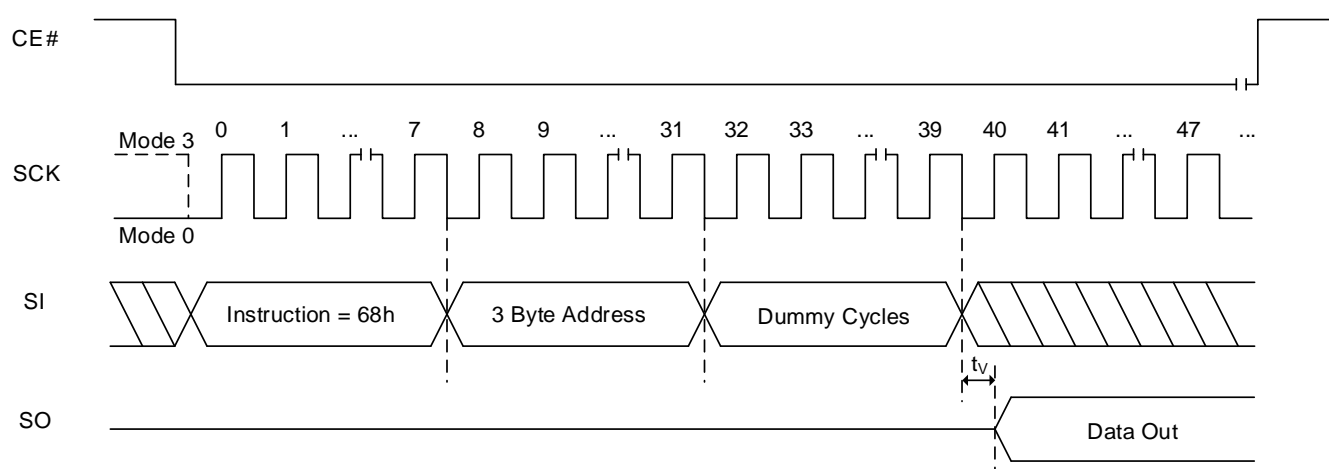 CE#
Mode 3
0 1 ... 7 8 9 ... 31 32 33 ... 39 40 41 ... 47 ...
SCK
Mode 0
SI
Instruction = 68h
3 Byte Address
Dummy Cycles
tV
SO
Data Out